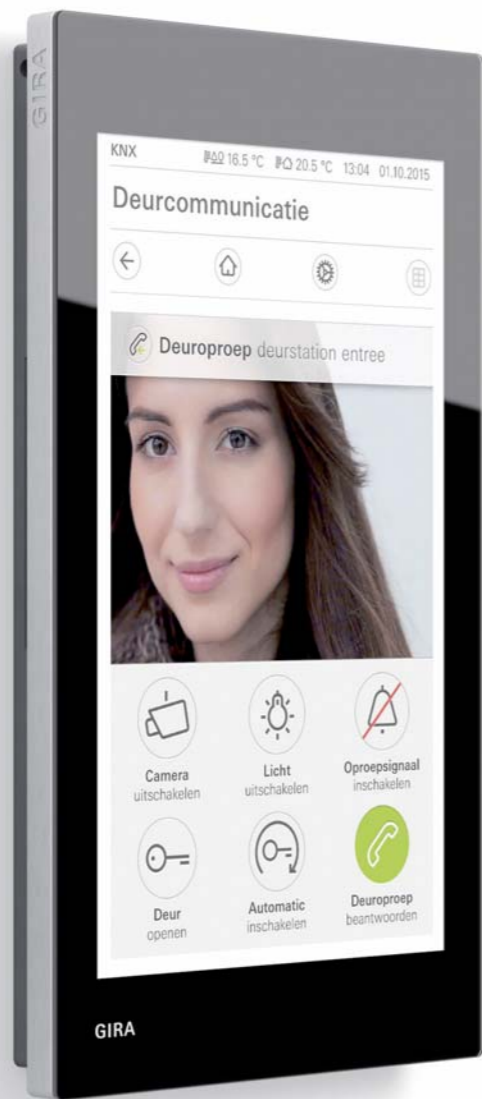 GIRA
KNX 16.5 °C 20.5 °C 13:04 01.10.2015
Deurcommunicatie
Deuroproep deurstation entree
Camera
uitschakelen
Licht
uitschakelen
Oproepsignaal
inschakelen
Deur
openen
Automatic
inschakelen
Deuroproep
beantwoorden
GIRA